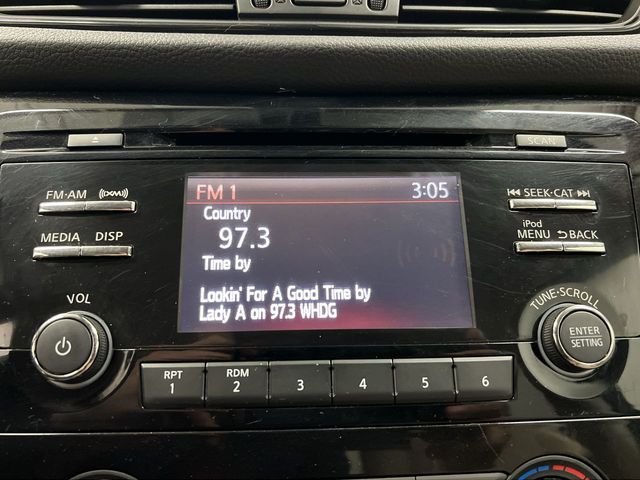 SCAN
FM·AM ((XM))
SEEK·CAT
iPod
MENU BACK
MEDIA DISP
FM 1 3:05
Country
97.3
Time by
Lookin' For A Good Time by
Lady A on 97.3 WHDG
VOL
TUNE·SCROLL
ENTER
SETTING
RPT RDM
1 2 3 4 5 6